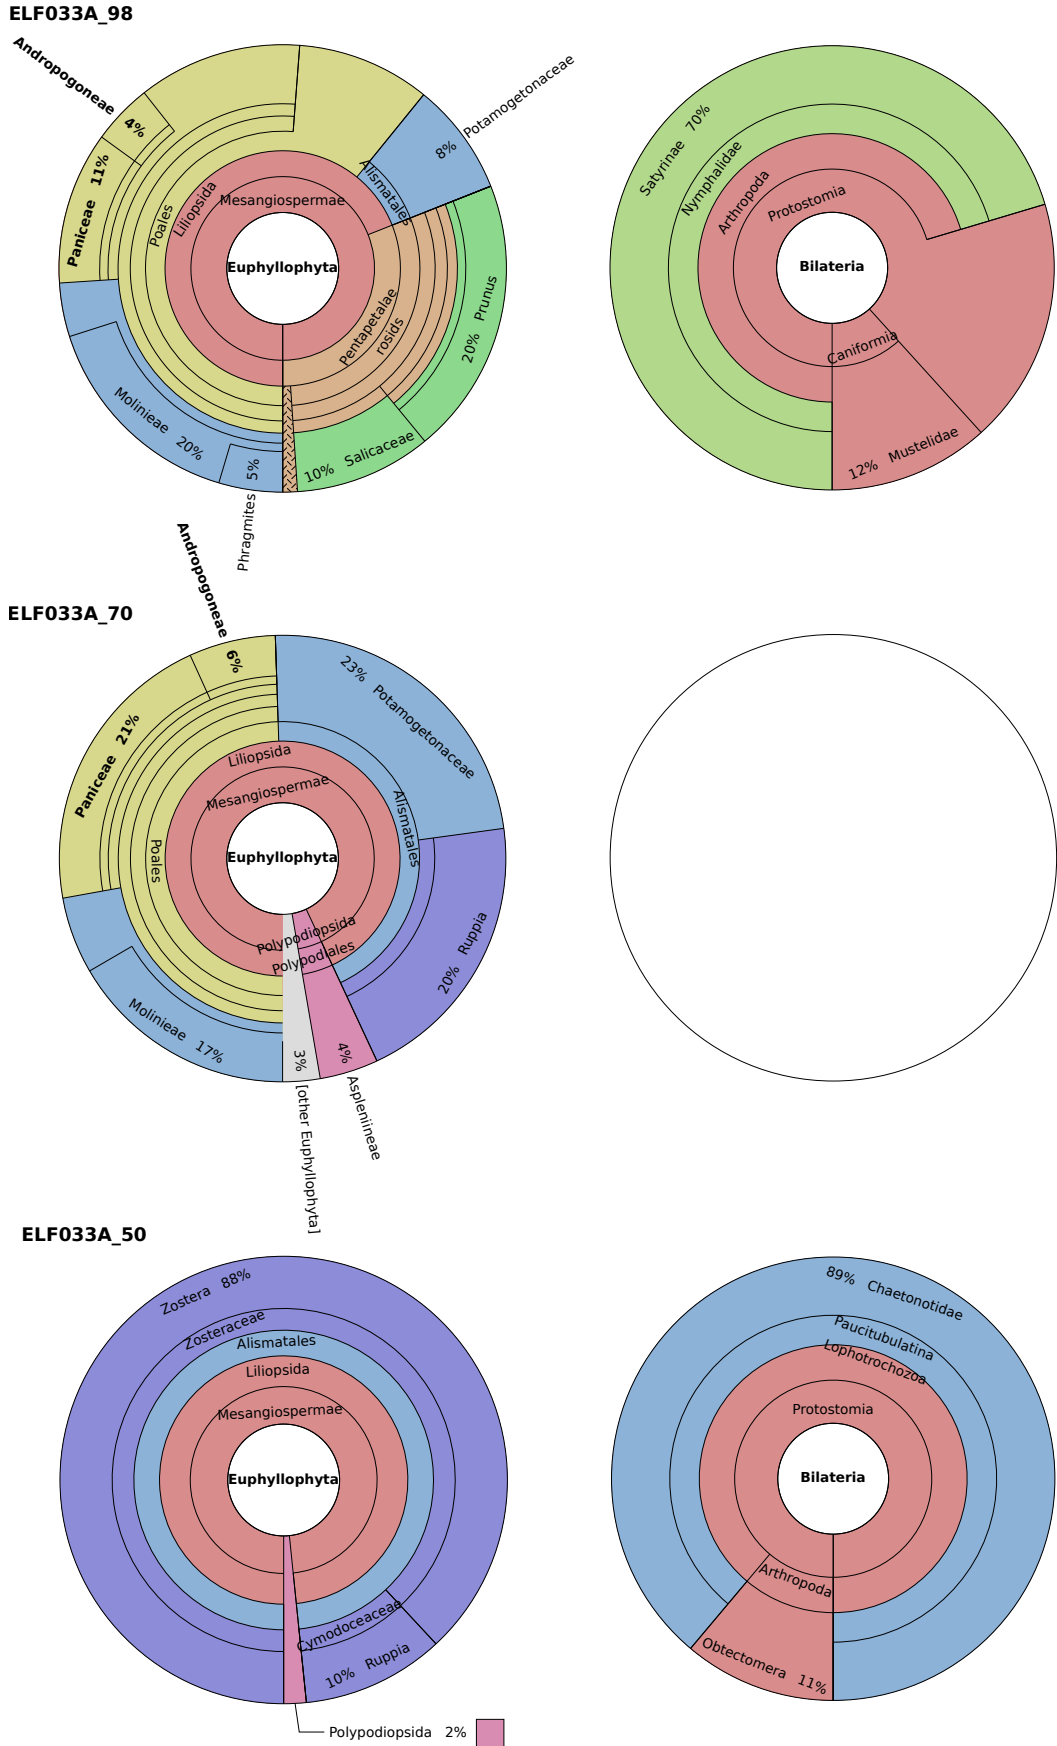 ELF033A_98
Andropogoneae
4%
Paniceae 11%
Potamogetonaceae
8%
Alismatales
Poales
Liliopsida
Mesangiospermae
Euphyllophyta
Pentapetalae
rosids
20% Prunus
10% Salicaceae
Molinieae 20%
5%
Phragmites
Satyrinae 70%
Nymphalidae
Arthropoda
Protostomia
Bilateria
Caniformia
12% Mustelidae
ELF033A_70
Andropogoneae
6%
Paniceae 21%
23% Potamogetonaceae
Liliopsida
Mesangiospermae
Alismatales
Poales
Euphyllophyta
Polypodiopsida
Polypodiales
20% Ruppia
Molinieae 17%
3%
[other Euphyllophyta]
4%
Aspleniineae
ELF033A_50
Zostera 88%
Zosteraceae
Alismatales
Liliopsida
Mesangiospermae
Euphyllophyta
Cymodoceaceae
10% Ruppia
Polypodiopsida 2%
89% Chaetonotidae
Paucitubulatina
Lophotrochozoa
Protostomia
Bilateria
Arthropoda
Obtectomera 11%